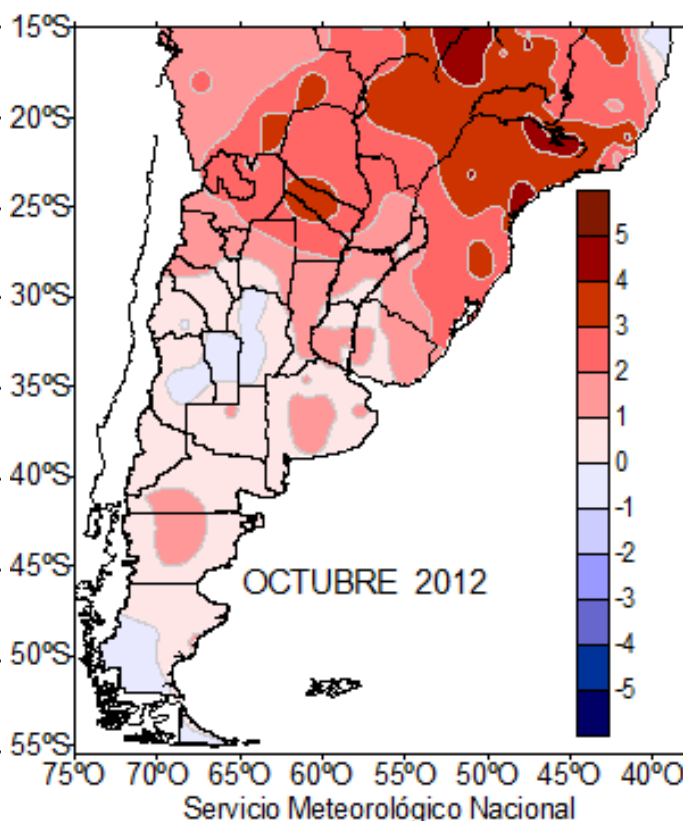 15ºS
20ºS
25ºS
30ºS
35ºS
40ºS
45ºS
50ºS
55ºS
5
4
3
2
1
0
-1
-2
-3
-4
-5
OCTUBRE 2012
75ºO 70ºO 65ºO 60ºO 55ºO 50ºO 45ºO 40ºO
Servicio Meteorológico Nacional